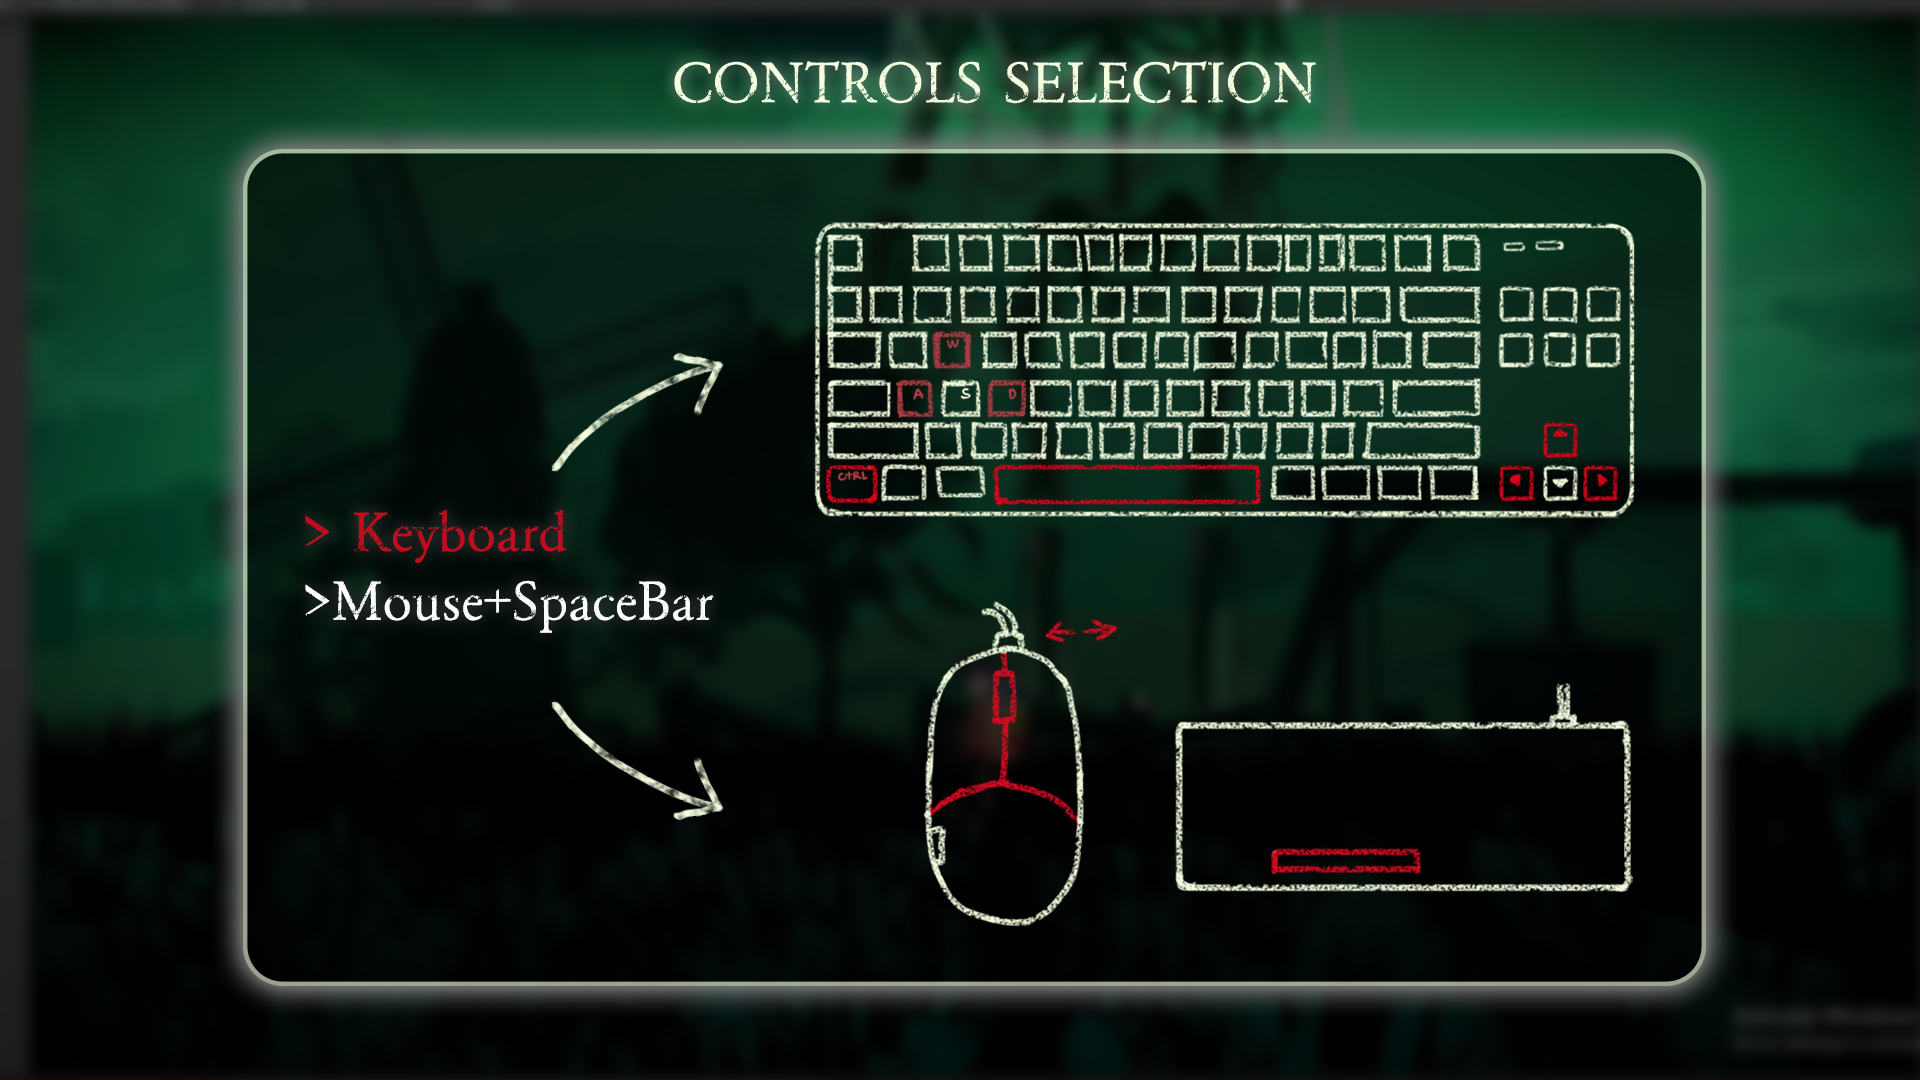 CONTROLS SELECTION
W
A S D
CTRL
> Keyboard
>Mouse+SpaceBar